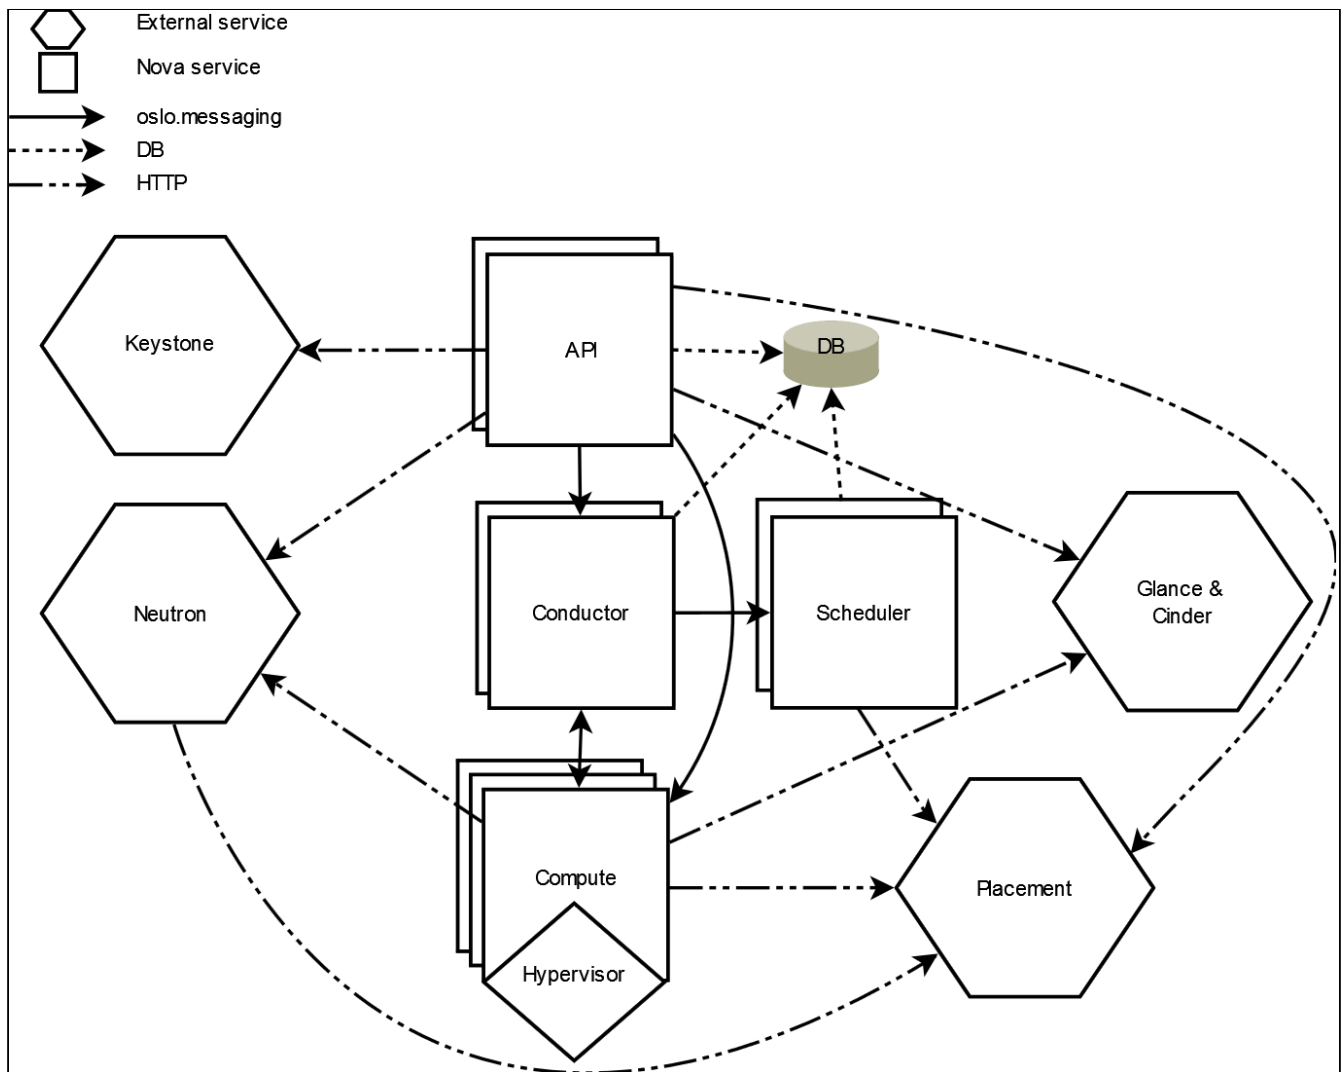 External service
Nova service
oslo.messaging
DB
HTTP
Keystone
API
DB
Neutron
Conductor
Scheduler
Glance &
Cinder
Compute
Placement
Hypervisor